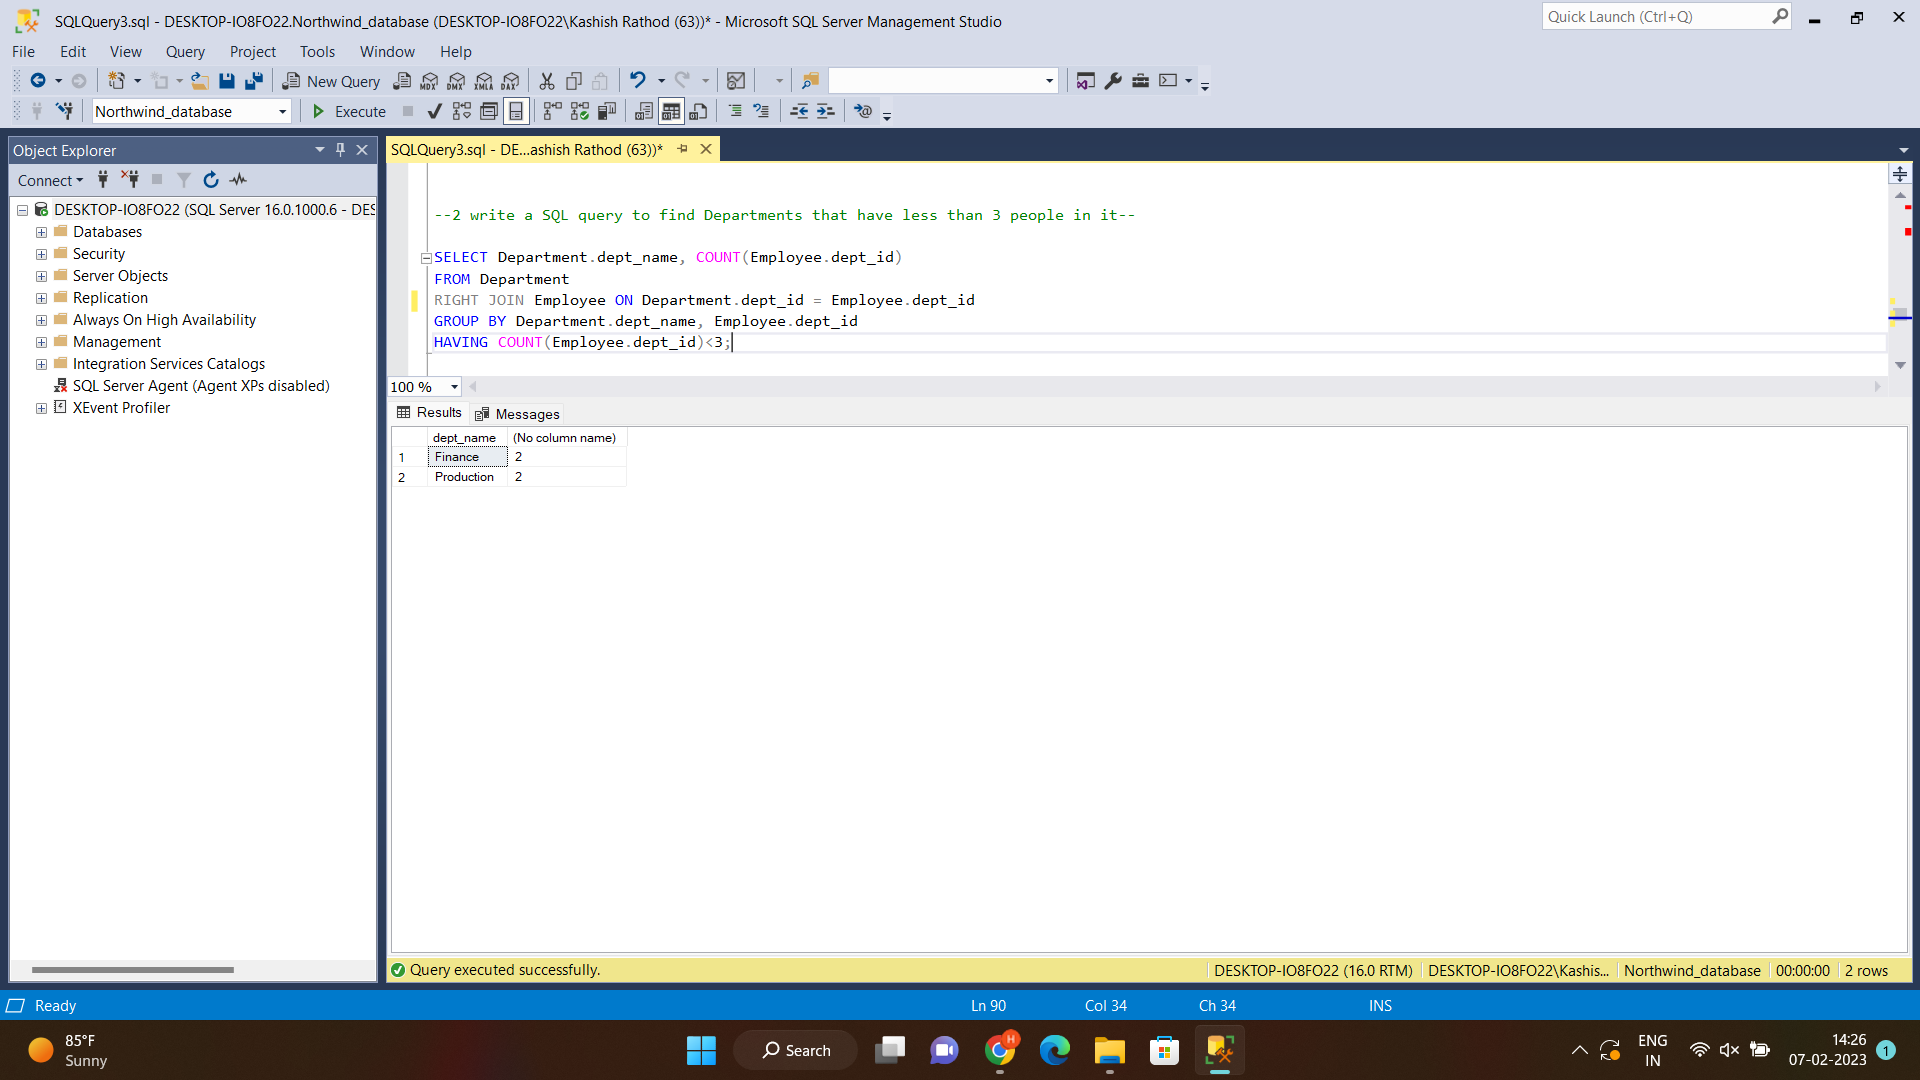 SQLQuery3.sql - DESKTOP-IO8FO22.Northwind_database (DESKTOP-IO8FO22\Kashish Rathod (63))* - Microsoft SQL Server Management Studio
Quick Launch (Ctrl+Q)
File Edit View Query Project Tools Window Help
New Query MDX DMX XMLA DAX
Northwind_database Execute
Object Explorer
Connect
DESKTOP-IO8FO22 (SQL Server 16.0.1000.6 - DES
Databases
Security
Server Objects
Replication
Always On High Availability
Management
Integration Services Catalogs
SQL Server Agent (Agent XPs disabled)
XEvent Profiler
SQLQuery3.sql - DE...ashish Rathod (63))*
--2 write a SQL query to find Departments that have less than 3 people in it--
SELECT Department.dept_name, COUNT(Employee.dept_id)
FROM Department
RIGHT JOIN Employee ON Department.dept_id = Employee.dept_id
GROUP BY Department.dept_name, Employee.dept_id
HAVING COUNT(Employee.dept_id)<3;
100 %
Results Messages
dept_name (No column name)
1 Finance 2
2 Production 2
Query executed successfully.
DESKTOP-IO8FO22 (16.0 RTM) DESKTOP-IO8FO22\Kashis... Northwind_database 00:00:00 2 rows
Ready Ln 90 Col 34 Ch 34 INS
85°F
Sunny
Search
H
ENG
IN
14:26
07-02-2023
1